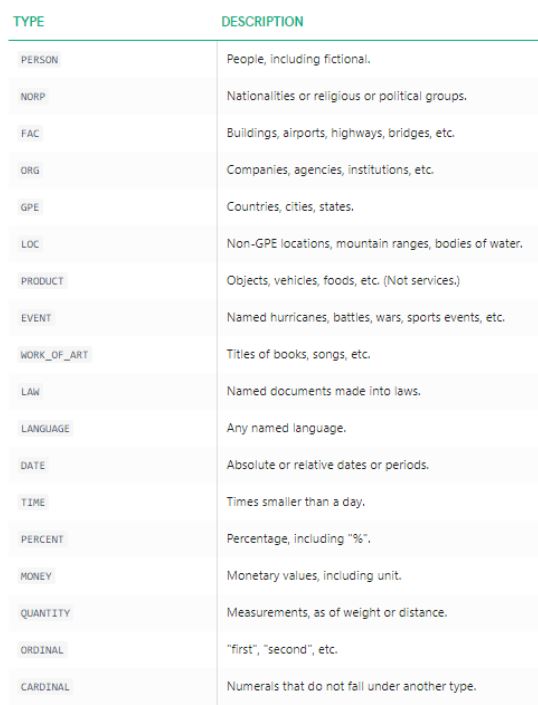 TYPE DESCRIPTION
PERSON People, including fictional.
NORP Nationalities or religious or political groups.
FAC Buildings, airports, highways, bridges, etc.
ORG Companies, agencies, institutions, etc.
GPE Countries, cities, states.
LOC Non-GPE locations, mountain ranges, bodies of water.
PRODUCT Objects, vehicles, foods, etc. (Not services.)
EVENT Named hurricanes, battles, wars, sports events, etc.
WORK_OF_ART Titles of books, songs, etc.
LAW Named documents made into laws.
LANGUAGE Any named language.
DATE Absolute or relative dates or periods.
TIME Times smaller than a day.
PERCENT Percentage, including "%".
MONEY Monetary values, including unit.
QUANTITY Measurements, as of weight or distance.
ORDINAL "first", "second", etc.
CARDINAL Numerals that do not fall under another type.